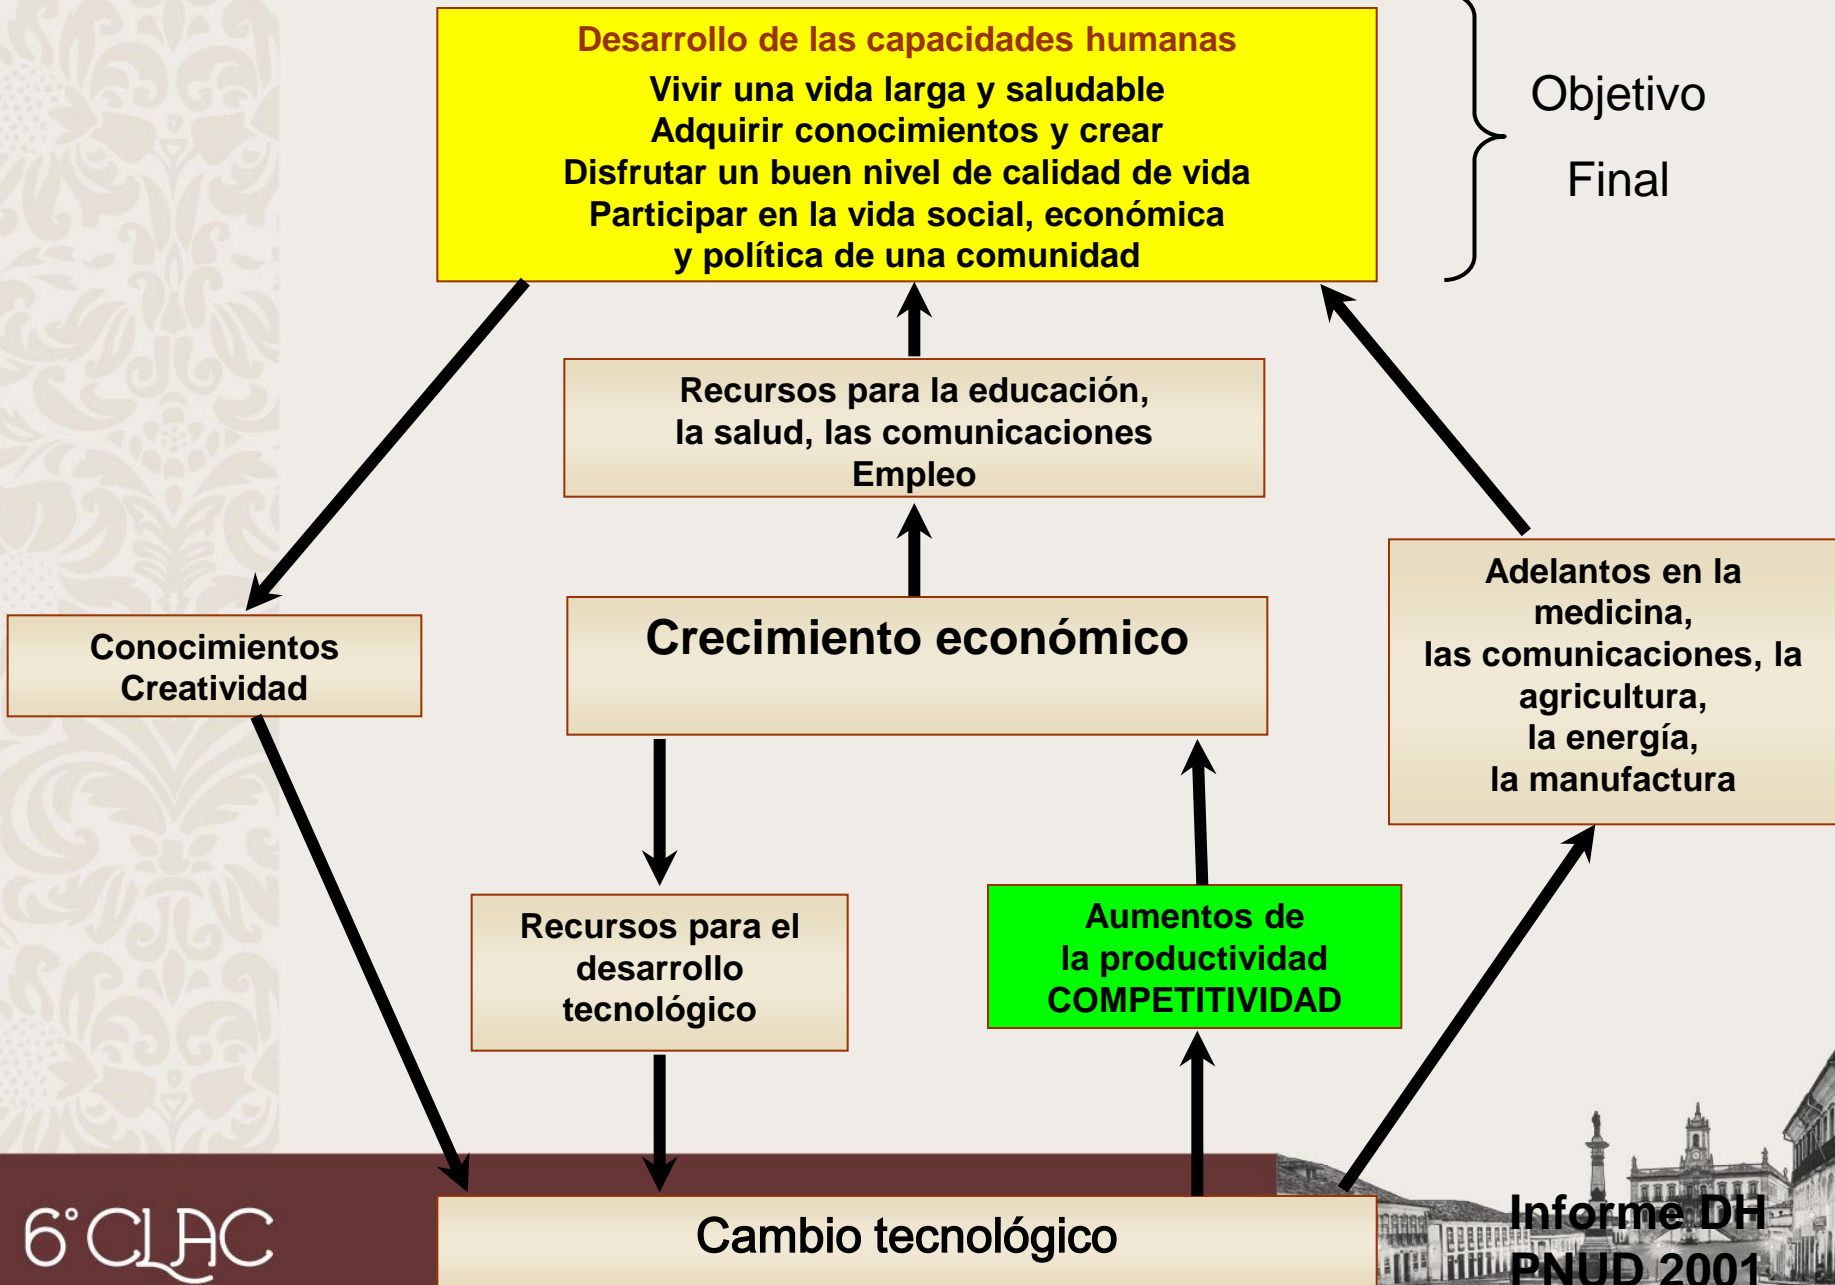 Desarrollo de las capacidades humanas
Vivir una vida larga y saludable
Adquirir conocimientos y crear
Disfrutar un buen nivel de calidad de vida
Participar en la vida social, económica
y política de una comunidad
Objetivo
Final
Recursos para la educación,
la salud, las comunicaciones
Empleo
Adelantos en la
medicina,
las comunicaciones, la
agricultura,
la energía,
la manufactura
Conocimientos
Creatividad
Crecimiento económico
Recursos para el
desarrollo
tecnológico
Aumentos de
la productividad
COMPETITIVIDAD
Cambio tecnológico
Informe DH
PNUD 2001
6° CLAC